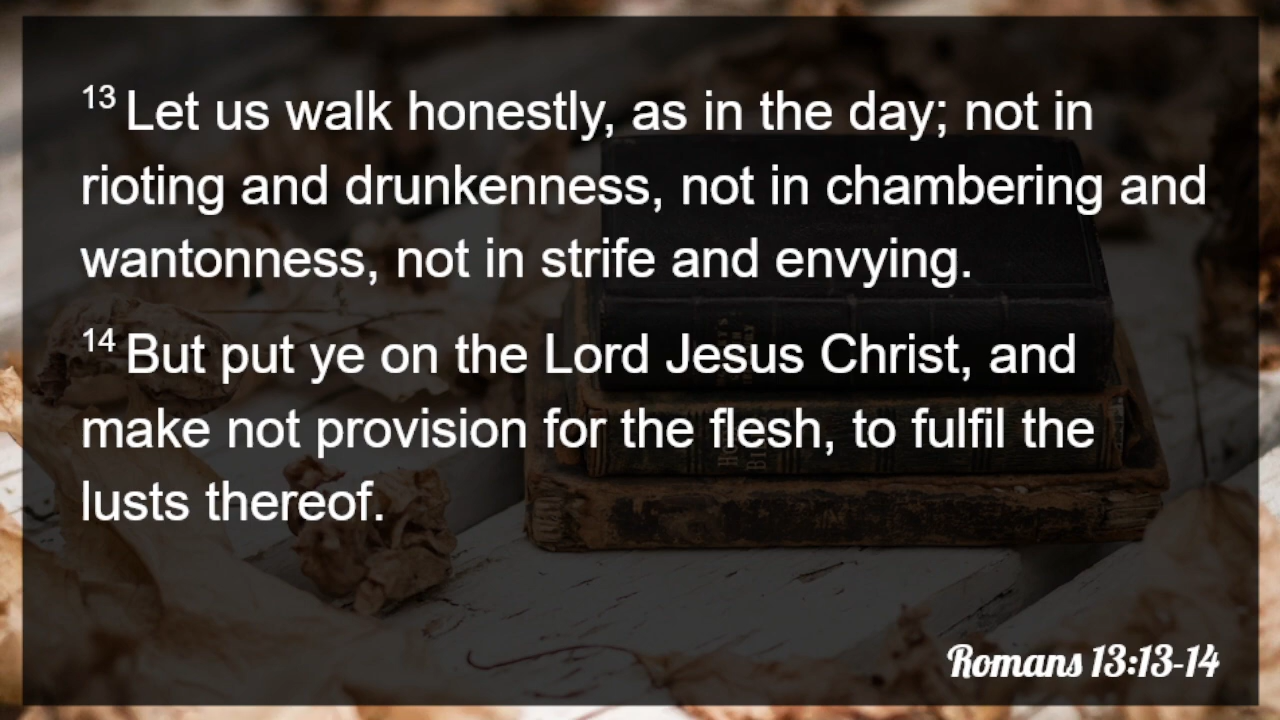 13 Let us walk honestly, as in the day; not in
rioting and drunkenness, not in chambering and
wantonness, not in strife and envying.
14 But put ye on the Lord Jesus Christ, and
make not provision for the flesh, to fulfil the
lusts thereof.
Romans 13:13-14